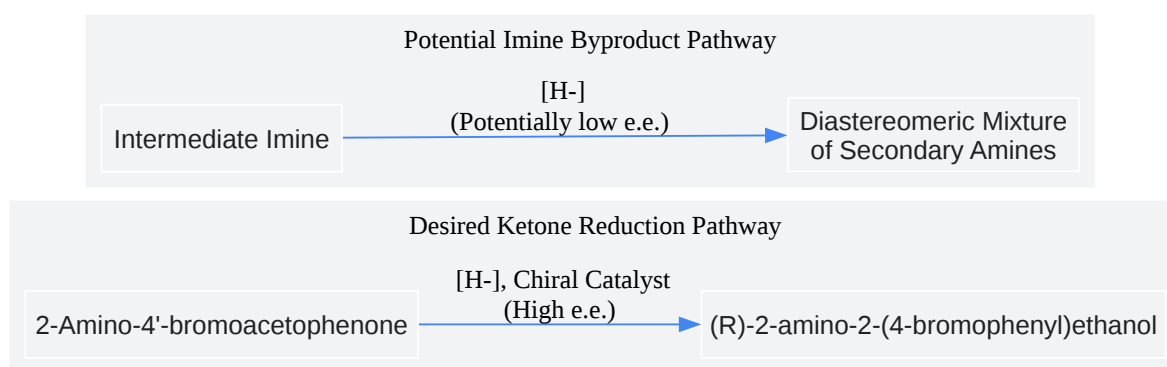 Potential Imine Byproduct Pathway
[H-]
(Potentially low e.e.)
Intermediate Imine
Diastereomeric Mixture
of Secondary Amines
Desired Ketone Reduction Pathway
[H-], Chiral Catalyst
(High e.e.)
2-Amino-4'-bromoacetophenone
(R)-2-amino-2-(4-bromophenyl)ethanol